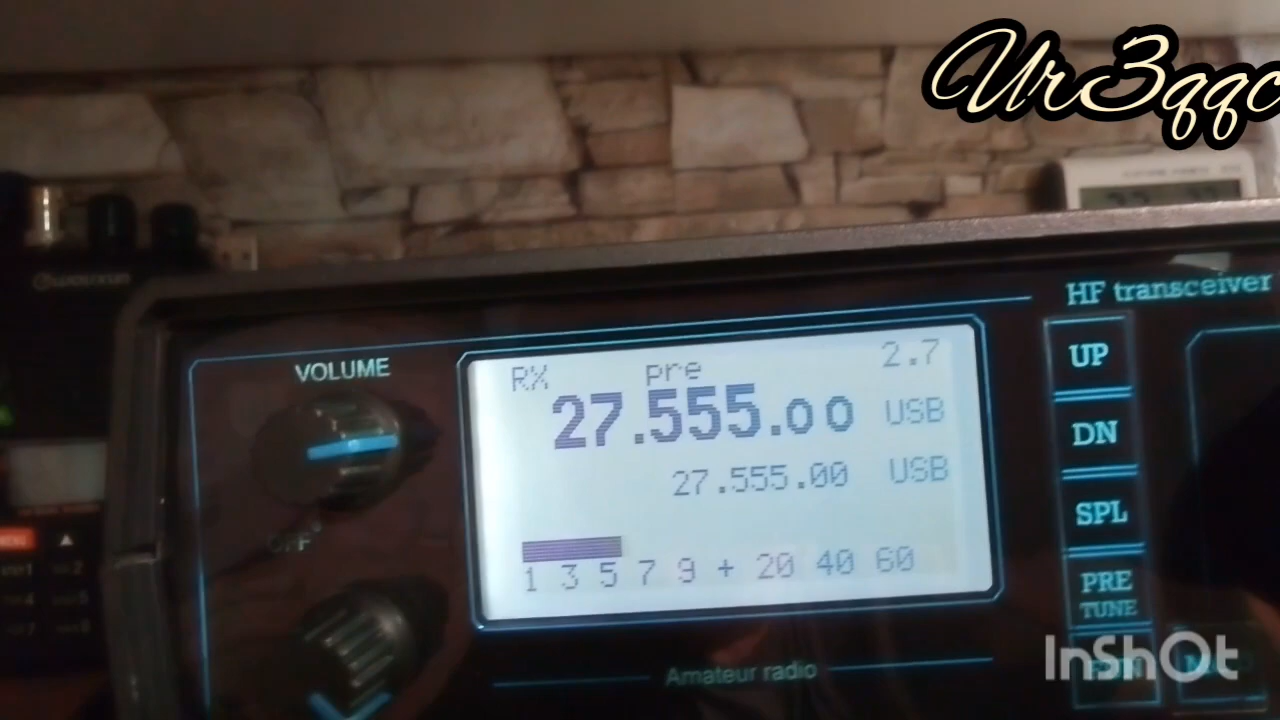 Ur3qqc
HF transceiver
VOLUME
UP
DN
SPL
PRE
TUNE
RX pre 2.7
27.555.00 USB
27.555.00 USB
1 3 5 7 9 + 20 40 60
OFF
Amateur radio
InShOt